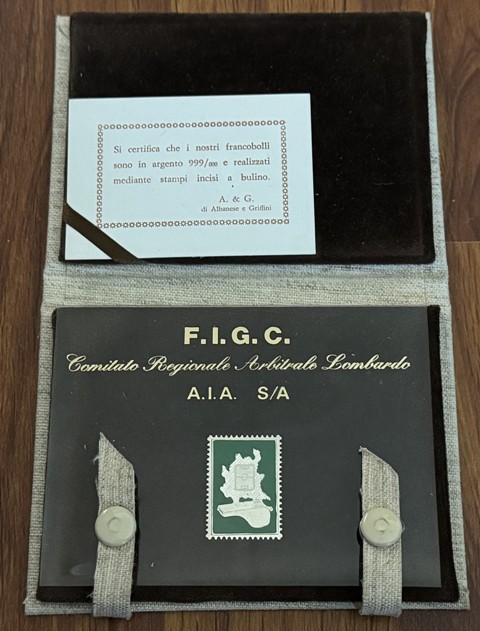 Si certifica che i nostri francobolli
sono in argento 999/000 e realizzati
mediante stampi incisi a bulino.
A. & G.
di Albanese e Griffini
F.I.G.C.
Comitato Regionale Arbitrale Lombardo
A.I.A. S/A